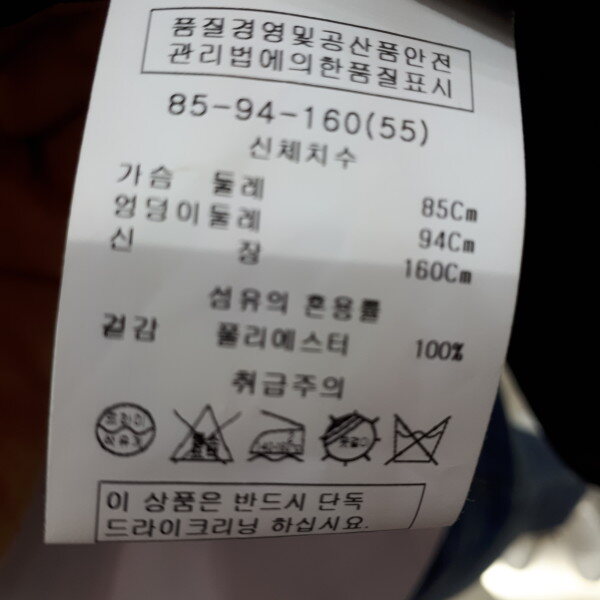 품질경영및공산품안전
관리법에의한품질표시
85-94-160(55)
신체치수
가슴 둘레 85Cm
엉덩이둘레 94Cm
신 장 160Cm
섬유의 혼용률
겉감 폴리에스터 100%
취급주의
드라이
이 상품은 반드시 단독
드라이크리닝 하십시요.